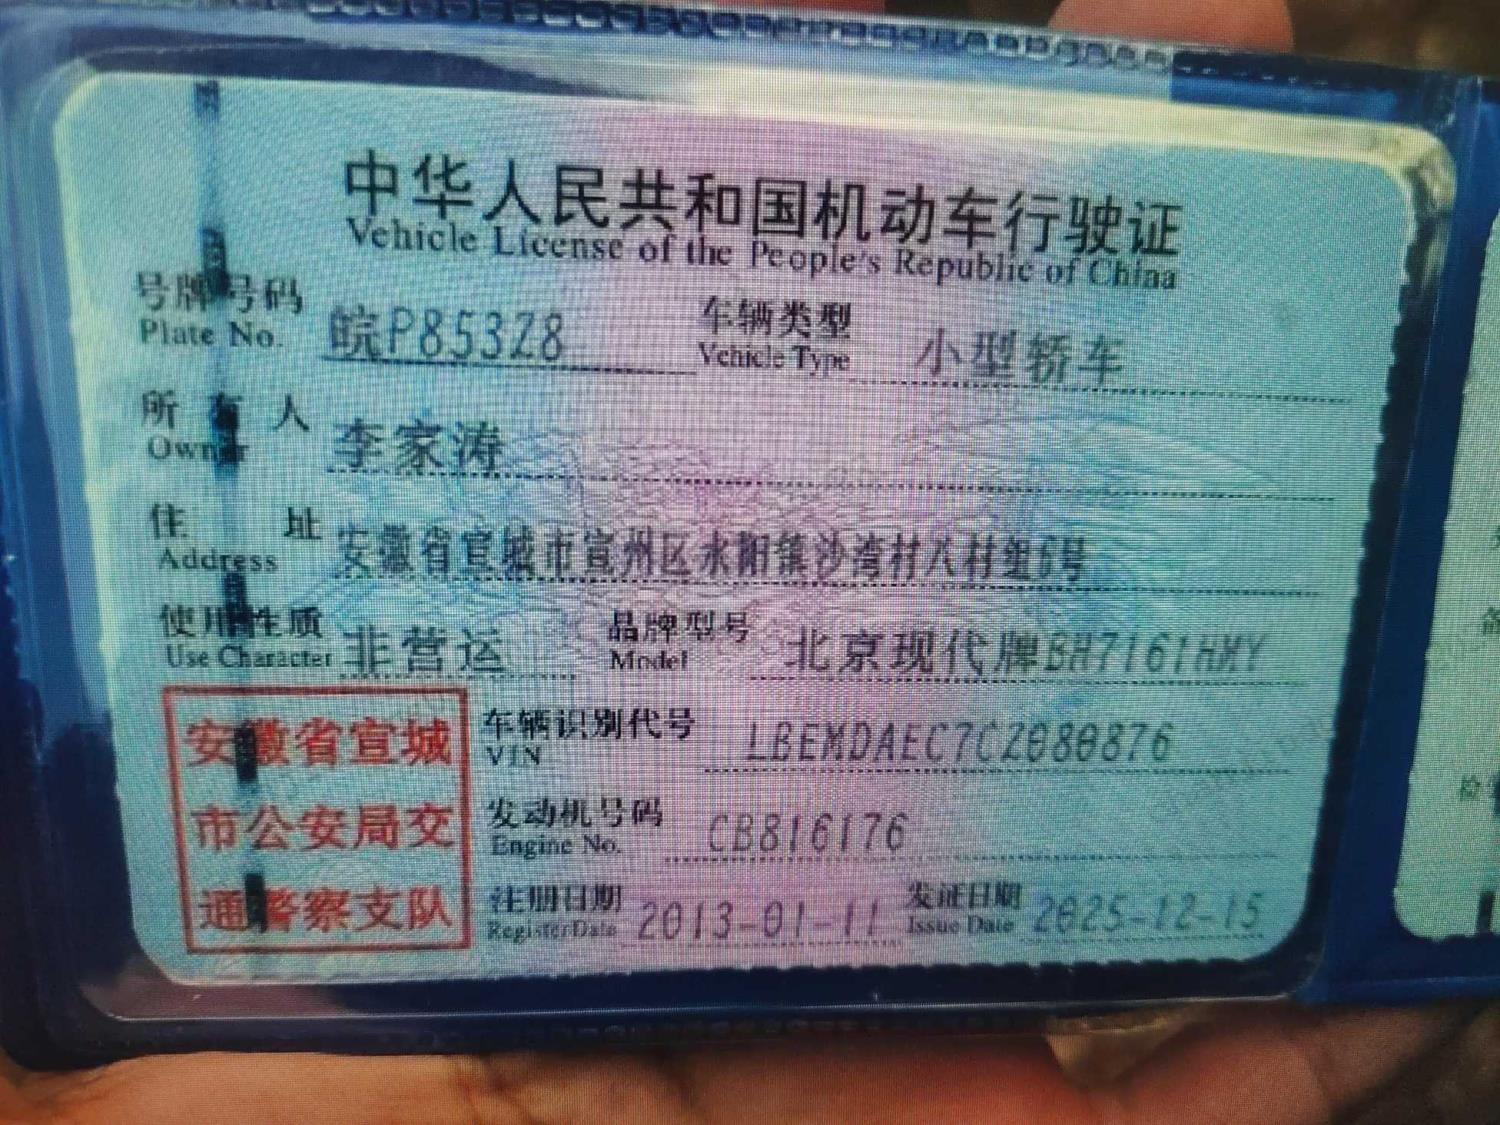 中华人民共和国机动车行驶证
Vehicle License of the People's Republic of China
号牌号码 皖P853Z8 车辆类型 小型轿车
Plate No. Vehicle Type
所有人 李家涛
Owner
住址 安徽省宣城市宣州区水阳镇沙湾村八村组6号
Address
使用性质 非营运 品牌型号 北京现代牌BH7161HMY
Use Character Model
安徽省宣城
市公安局交
通警察支队
车辆识别代号 LBEMDAEC7CZ080876
VIN
发动机号码 CB816176
Engine No.
注册日期 2013-01-11 发证日期 2025-12-15
Register Date Issue Date